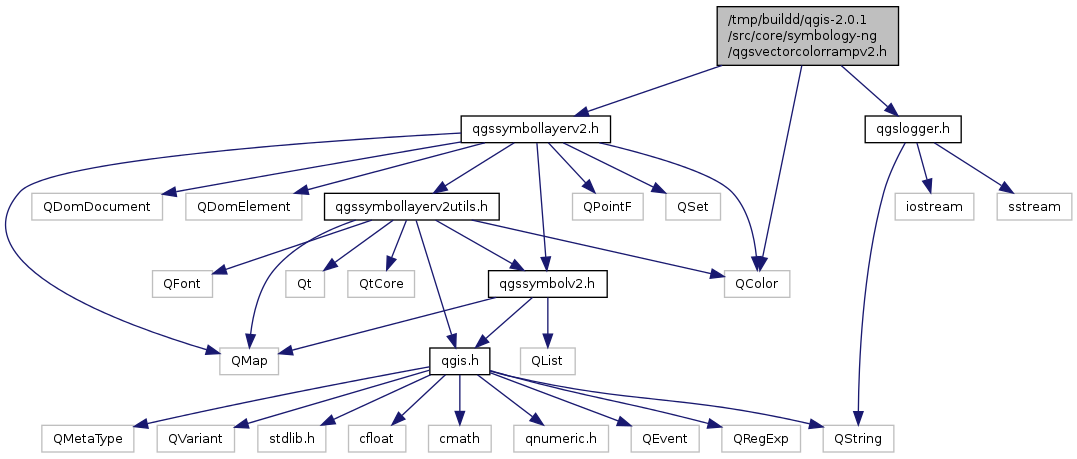 /tmp/buildd/qgis-2.0.1
/src/core/symbology-ng
/qgsvectorcolorrampv2.h
qgssymbollayerv2.h
qgslogger.h
QDomDocument
QDomElement
qgssymbollayerv2utils.h
QPointF
QSet
iostream
sstream
QFont
Qt
QtCore
qgssymbolv2.h
QColor
QMap
qgis.h
QList
QMetaType
QVariant
stdlib.h
cfloat
cmath
qnumeric.h
QEvent
QRegExp
QString